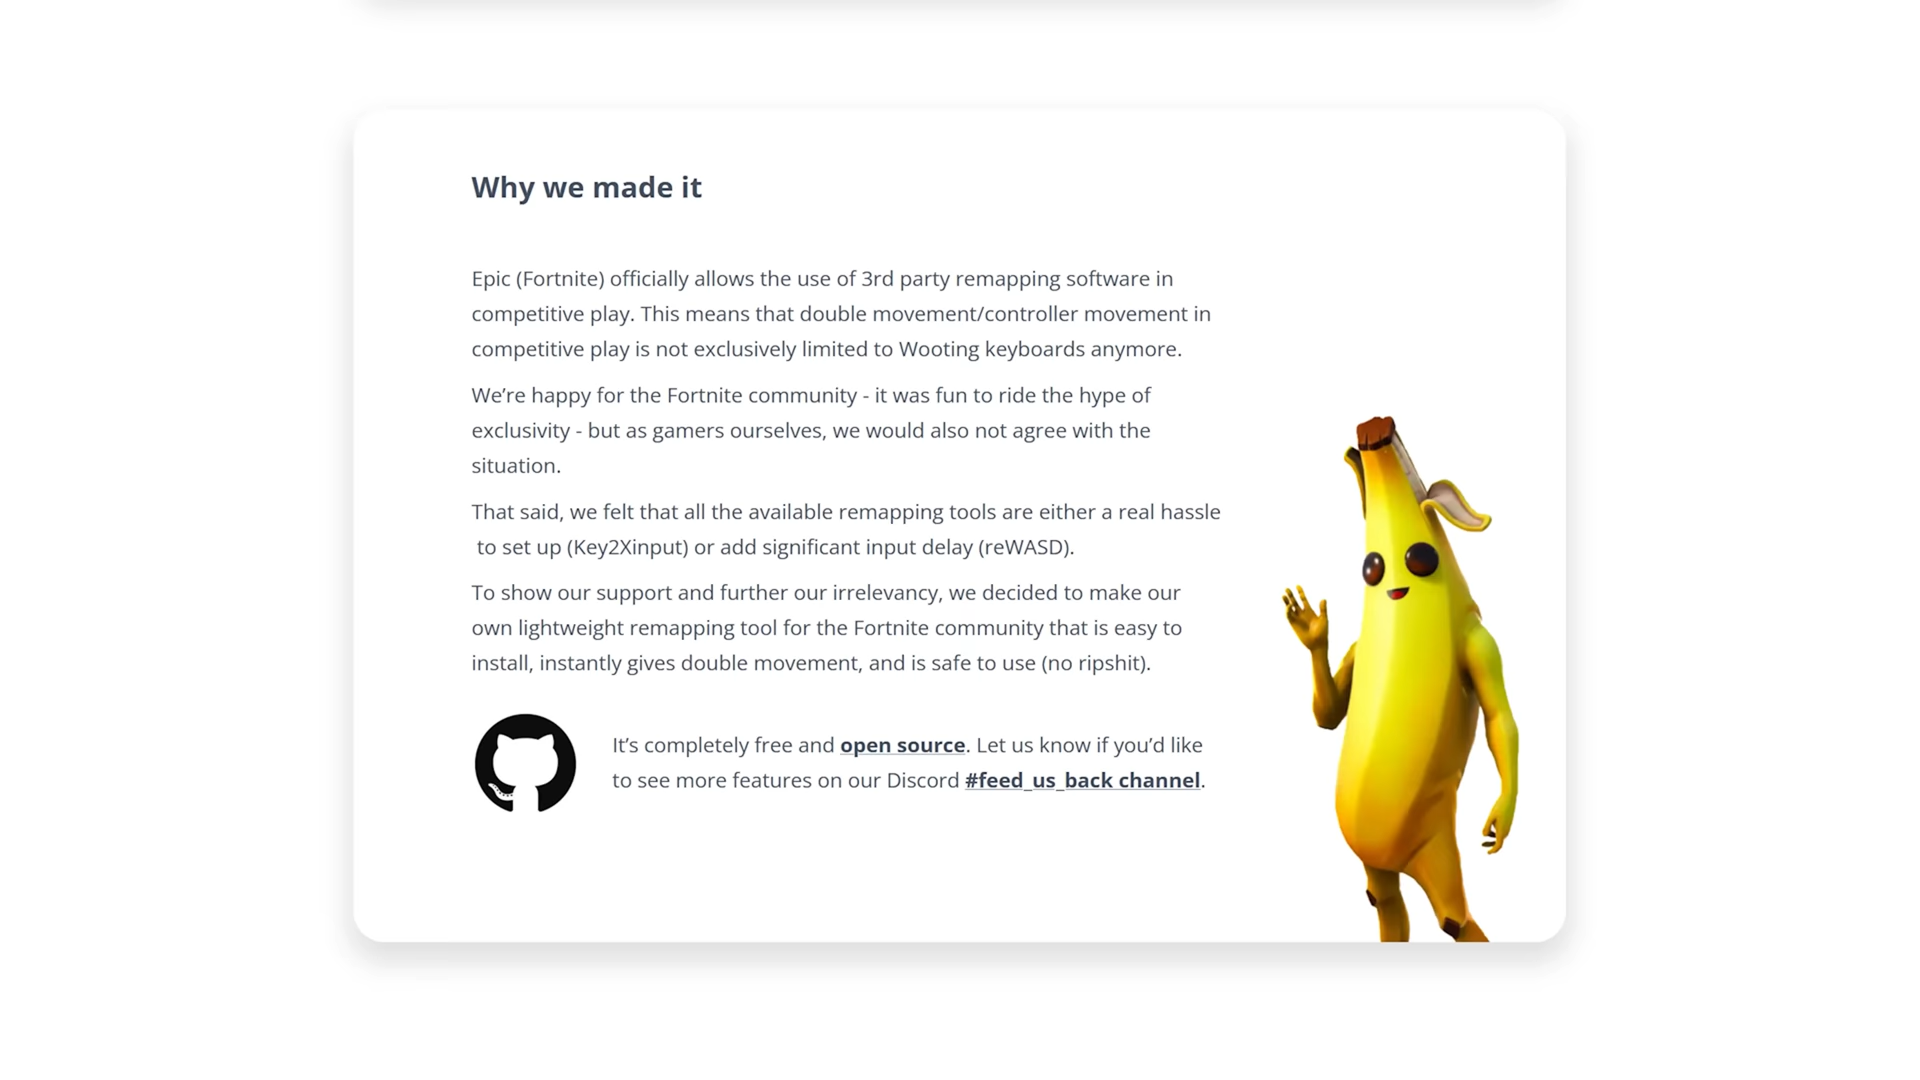 Why we made it
Epic (Fortnite) officially allows the use of 3rd party remapping software in
competitive play. This means that double movement/controller movement in
competitive play is not exclusively limited to Wooting keyboards anymore.
We’re happy for the Fortnite community - it was fun to ride the hype of
exclusivity - but as gamers ourselves, we would also not agree with the
situation.
That said, we felt that all the available remapping tools are either a real hassle
to set up (Key2Xinput) or add significant input delay (reWASD).
To show our support and further our irrelevancy, we decided to make our
own lightweight remapping tool for the Fortnite community that is easy to
install, instantly gives double movement, and is safe to use (no ripshit).
It’s completely free and open source. Let us know if you’d like
to see more features on our Discord #feed_us_back channel.